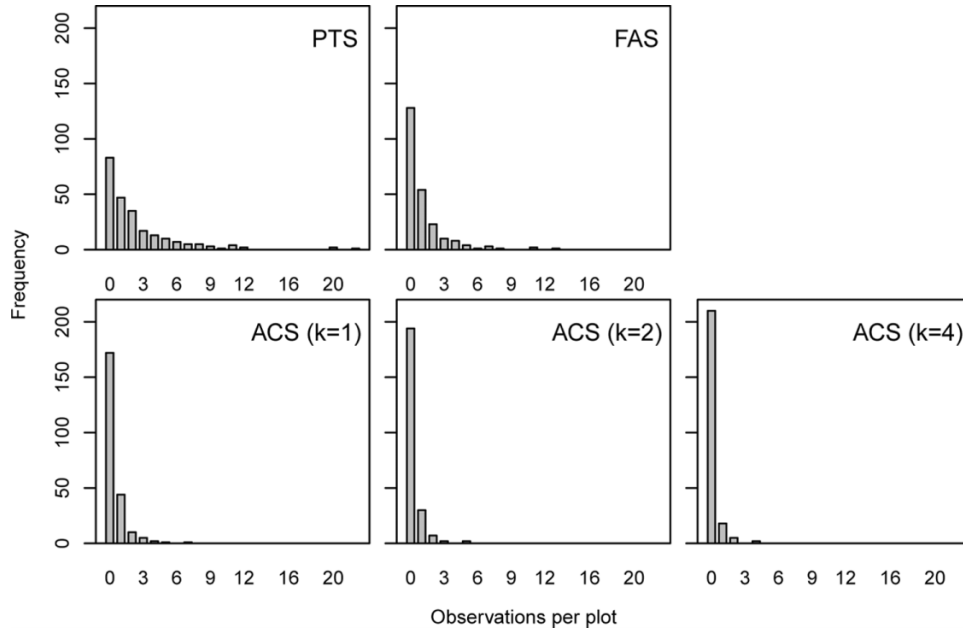 PTS
FAS
200
150
100
50
0
0 3 6 9 12 16 20
0 3 6 9 12 16 20
Frequency
ACS (k=1)
ACS (k=2)
ACS (k=4)
200
150
100
50
0
0 3 6 9 12 16 20
0 3 6 9 12 16 20
0 3 6 9 12 16 20
Observations per plot